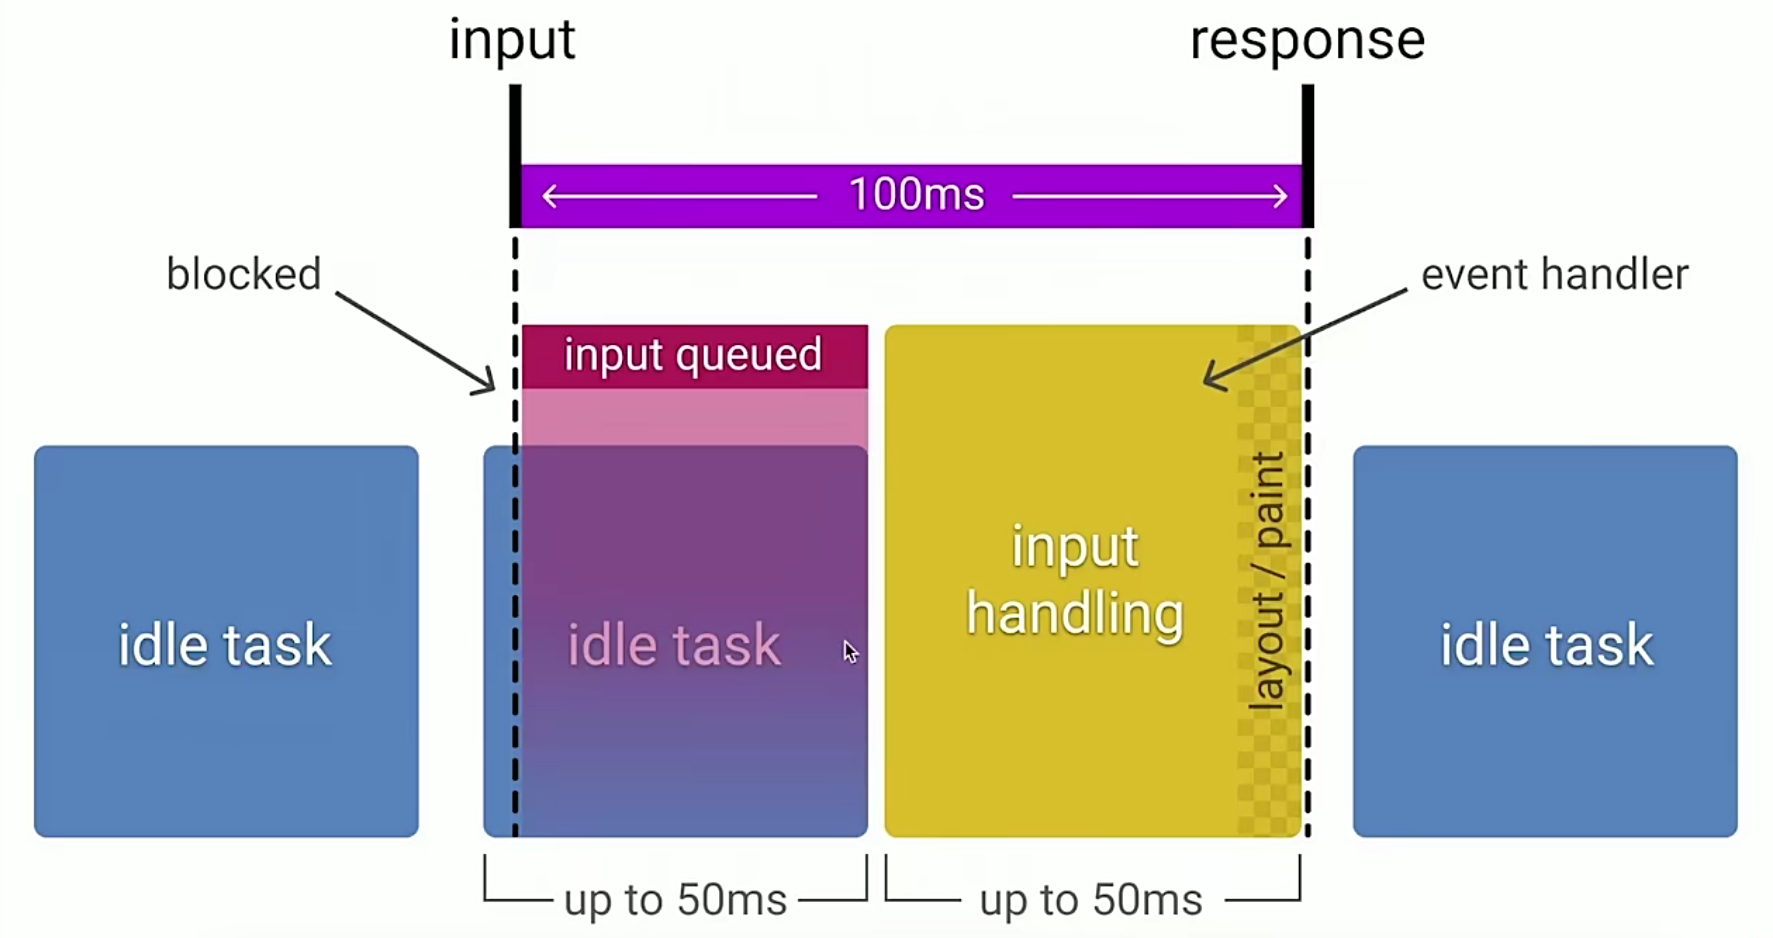 input
response
100ms
blocked
event handler
input queued
idle task
idle task
input
handling
layout / paint
idle task
up to 50ms
up to 50ms